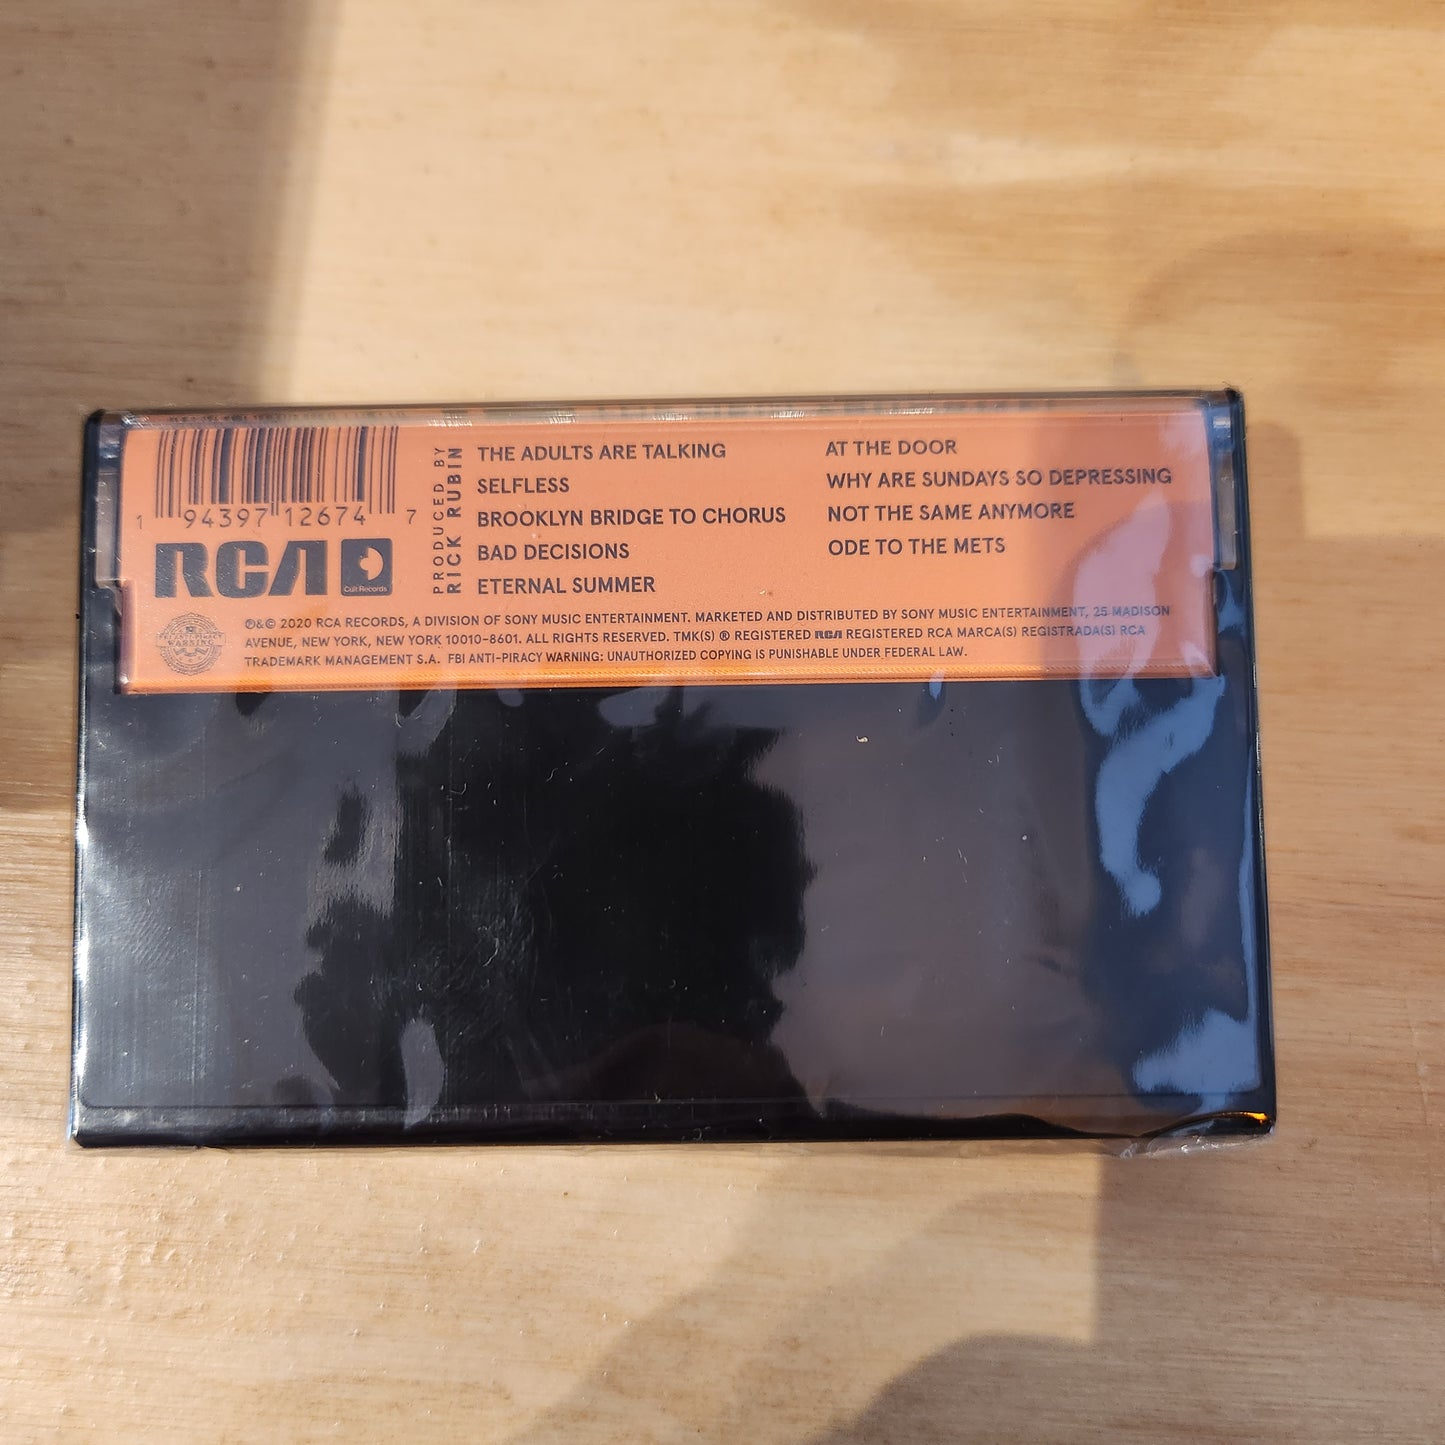 1 94397 12674 7
RCA
Cult Records
PRODUCED BY
RICK RUBIN
THE ADULTS ARE TALKING
SELFLESS
BROOKLYN BRIDGE TO CHORUS
BAD DECISIONS
ETERNAL SUMMER
AT THE DOOR
WHY ARE SUNDAYS SO DEPRESSING
NOT THE SAME ANYMORE
ODE TO THE METS
℗&© 2020 RCA RECORDS, A DIVISION OF SONY MUSIC ENTERTAINMENT. MARKETED AND DISTRIBUTED BY SONY MUSIC ENTERTAINMENT, 25 MADISON
AVENUE, NEW YORK, NEW YORK 10010-8601. ALL RIGHTS RESERVED. TMK(S) ® REGISTERED RCA REGISTERED RCA MARCA(S) REGISTRADA(S) RCA
TRADEMARK MANAGEMENT S.A. FBI ANTI-PIRACY WARNING: UNAUTHORIZED COPYING IS PUNISHABLE UNDER FEDERAL LAW.
FBI ANTI-PIRACY
WARNING